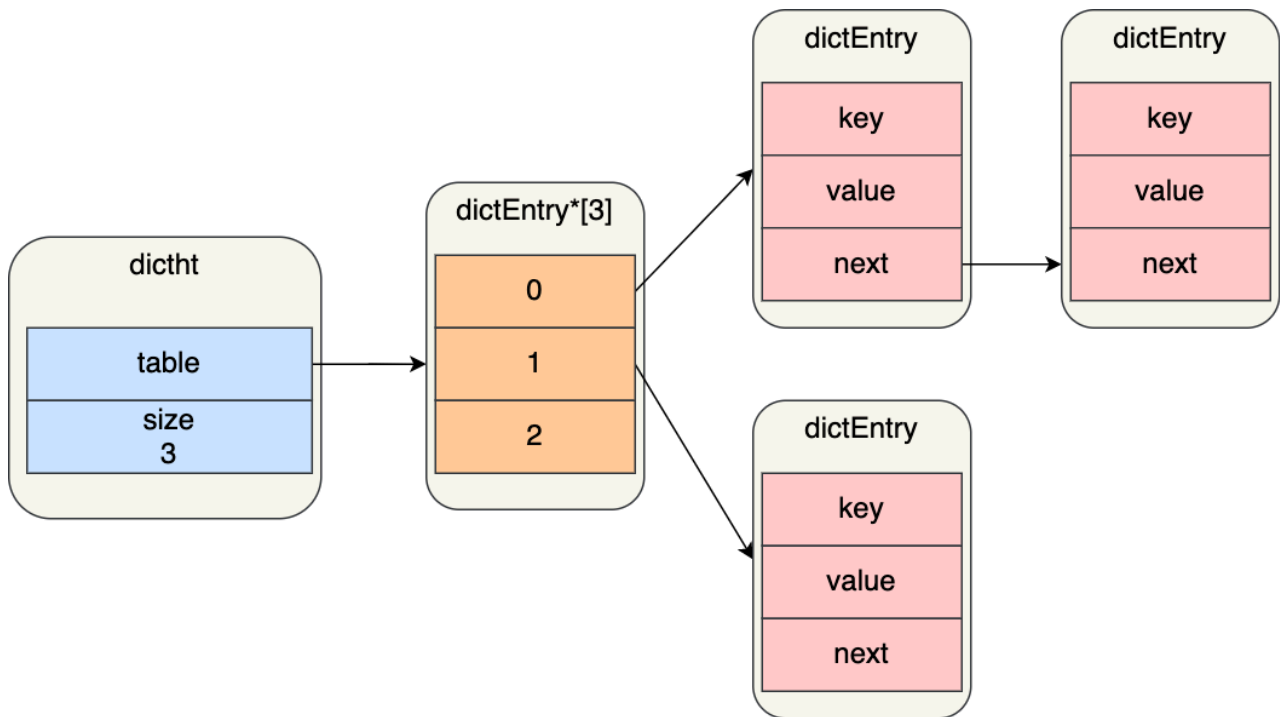 dictht
table
size
3
dictEntry*[3]
0
1
2
dictEntry
key
value
next
dictEntry
key
value
next
dictEntry
key
value
next